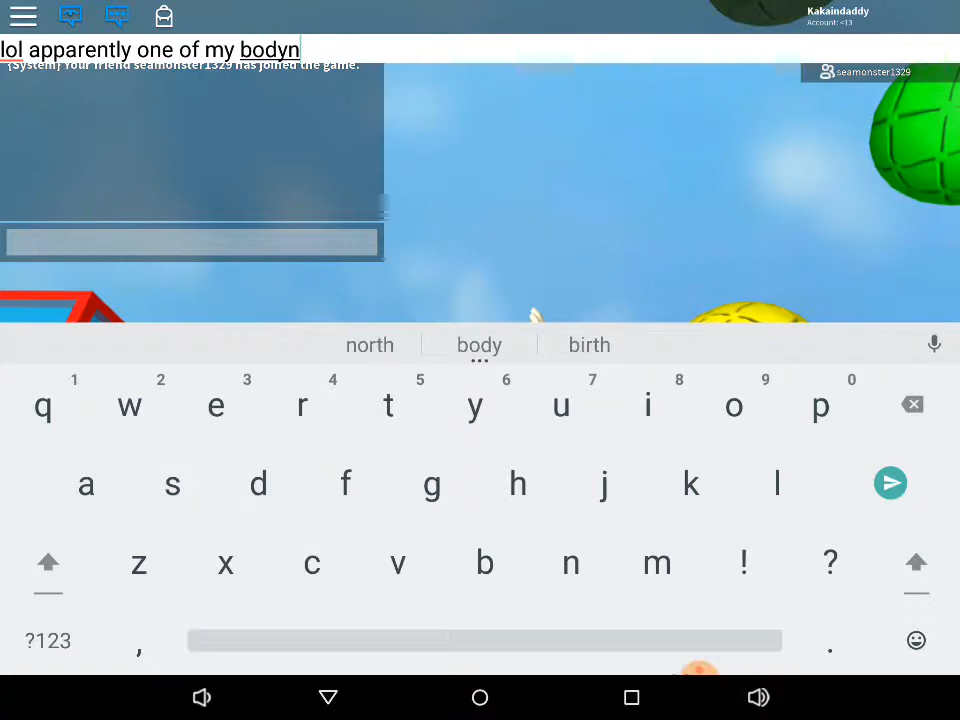 Kakaindaddy
Account: <13
lol apparently one of my bodyn
{System} Your friend seamonster1329 has joined the game.
seamonster1329
north body birth
1 2 3 4 5 6 7 8 9 0
q w e r t y u i o p
a s d f g h j k l
z x c v b n m ! ?
?123 , .